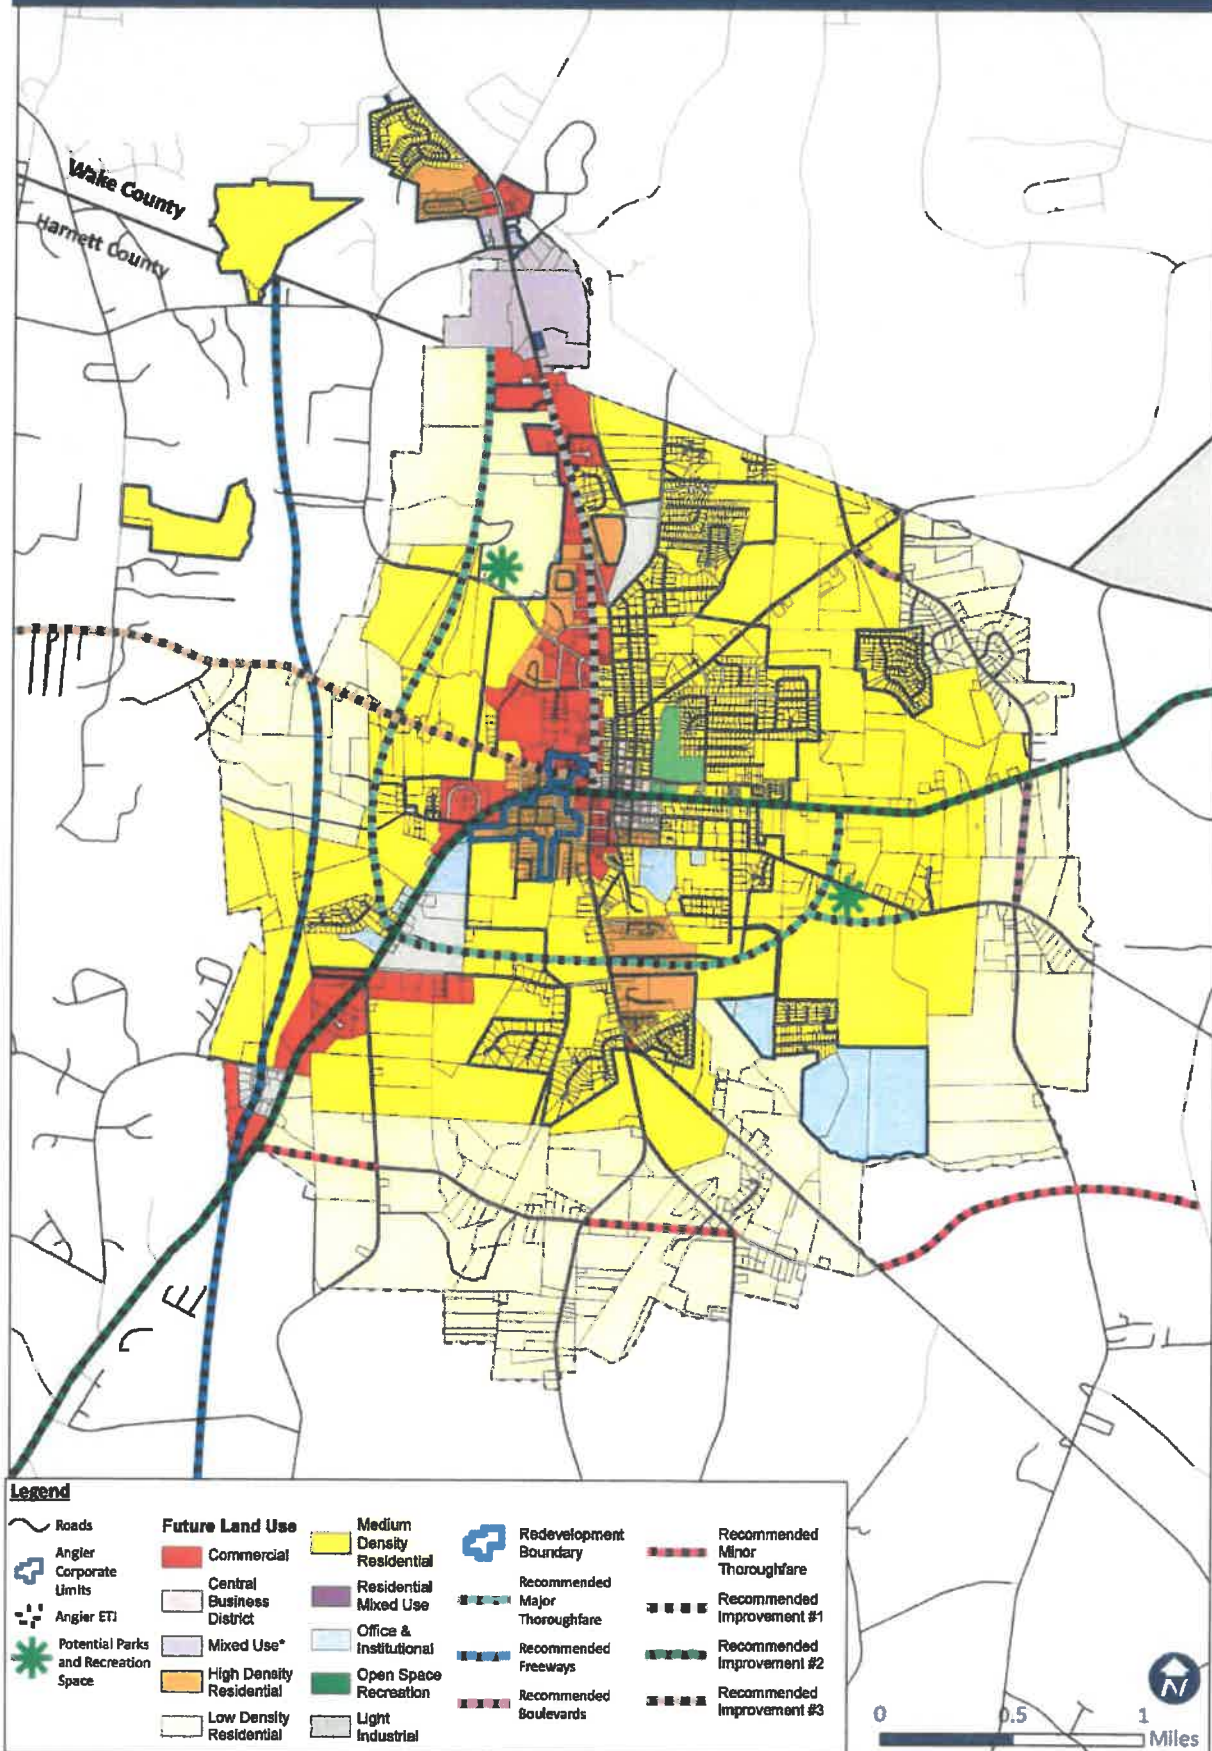 Wake County
Harnett County
Legend
Roads
Angier
Corporate
Limits
Angier ETJ
Potential Parks
and Recreation
Space
Future Land Use
Commercial
Central
Business
District
Mixed Use*
High Density
Residential
Low Density
Residential
Medium
Density
Residential
Residential
Mixed Use
Office &
Institutional
Open Space
Recreation
Light
Industrial
Redevelopment
Boundary
Recommended
Major
Thoroughfare
Recommended
Freeways
Recommended
Boulevards
Recommended
Minor
Thoroughfare
Recommended
Improvement #1
Recommended
Improvement #2
Recommended
Improvement #3
N
0 0.5 1
Miles